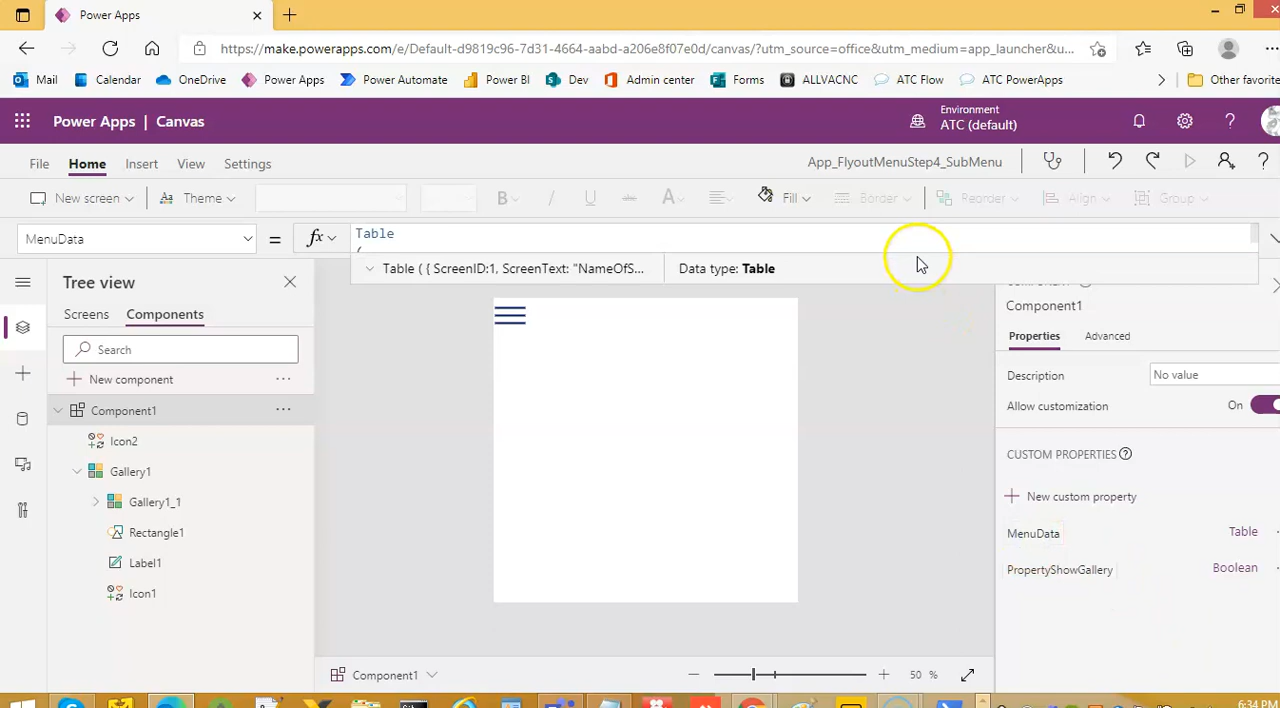 Power Apps
https://make.powerapps.com/e/Default-d9819c96-7d31-4664-aabd-a206e8f07e0d/canvas/?utm_source=office&utm_medium=app_launcher&u...
Mail Calendar OneDrive Power Apps Power Automate Power BI Dev Admin center Forms ALLVACNC ATC Flow ATC PowerApps Other favorite
Power Apps | Canvas
Environment
ATC (default)
File Home Insert View Settings App_FlyoutMenuStep4_SubMenu
New screen Theme B / U A Fill Border Reorder Align Group
MenuData = fx Table
(
Table ( { ScreenID:1, ScreenText: "NameOfS... Data type: Table
Tree view
Screens Components
Search
New component ...
Component1 ...
Icon2
Gallery1
Gallery1_1
Rectangle1
Label1
Icon1
Component1
Properties Advanced
Description No value
Allow customization On
CUSTOM PROPERTIES
New custom property
MenuData Table
PropertyShowGallery Boolean
Component1 50 %
6:34 PM